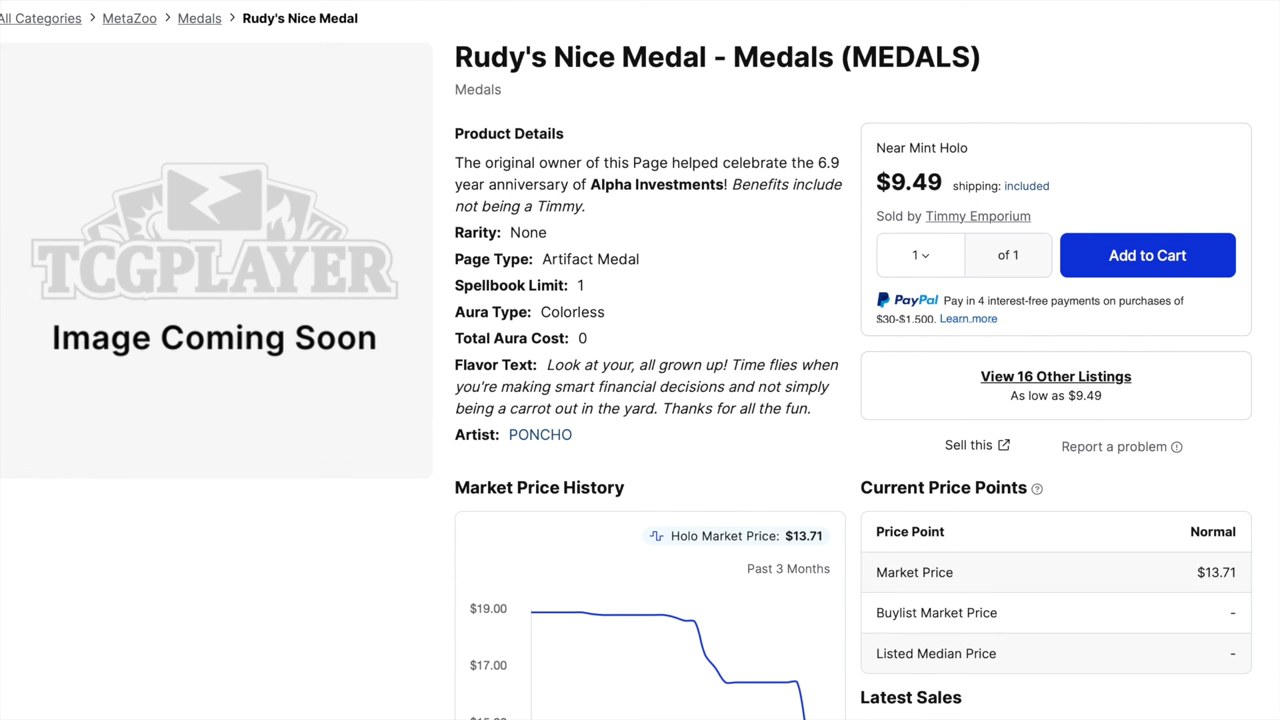 All Categories > MetaZoo > Medals > Rudy's Nice Medal
TCGPLAYER
Image Coming Soon
Rudy's Nice Medal - Medals (MEDALS)
Medals
Product Details
The original owner of this Page helped celebrate the 6.9
year anniversary of Alpha Investments! Benefits include
not being a Timmy.
Rarity: None
Page Type: Artifact Medal
Spellbook Limit: 1
Aura Type: Colorless
Total Aura Cost: 0
Flavor Text: Look at your, all grown up! Time flies when
you're making smart financial decisions and not simply
being a carrot out in the yard. Thanks for all the fun.
Artist: PONCHO
Near Mint Holo
$9.49 shipping: included
Sold by Timmy Emporium
1 of 1 Add to Cart
PayPal Pay in 4 interest-free payments on purchases of
$30-$1,500. Learn more
View 16 Other Listings
As low as $9.49
Sell this Report a problem
Market Price History
Holo Market Price: $13.71
Past 3 Months
$19.00
$17.00
$15.00
Current Price Points
Price Point Normal
Market Price $13.71
Buylist Market Price -
Listed Median Price -
Latest Sales